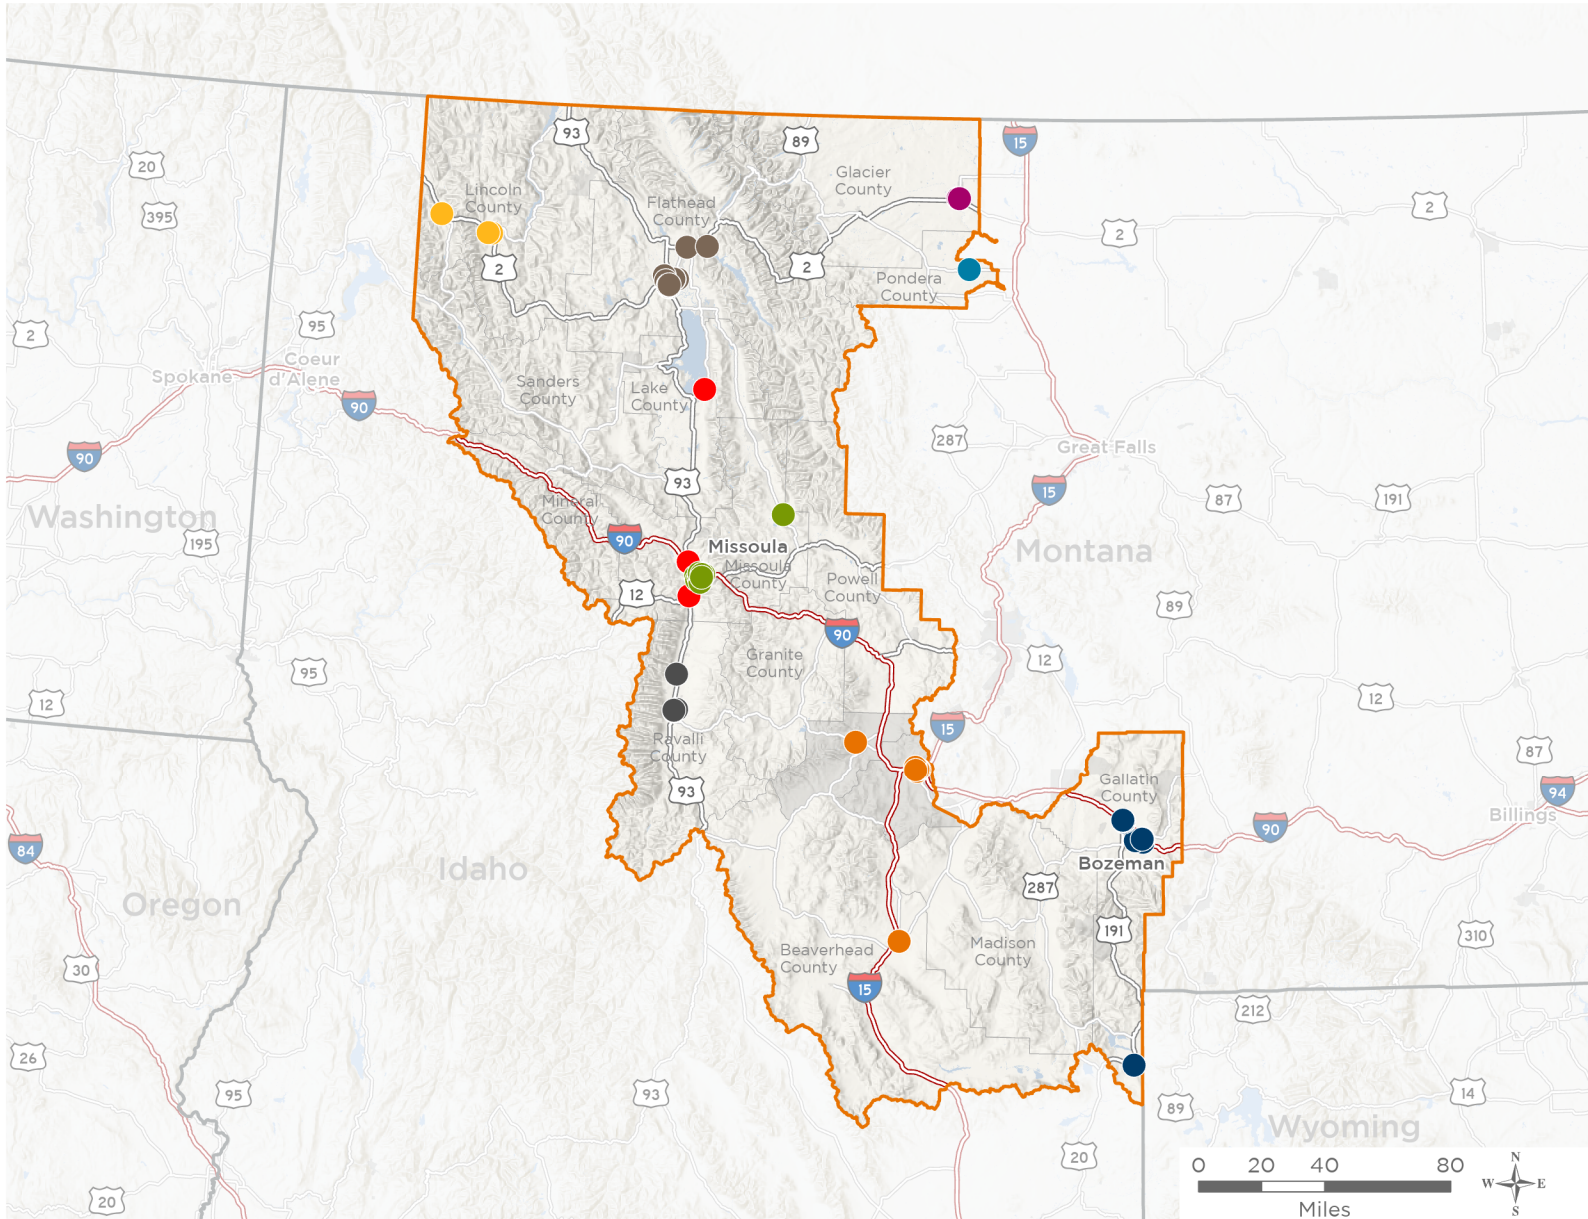 93
89
15
20
Glacier
County
Lincoln
County
395
Flathead
County
2
2
2
2
Pondera
County
95
2
Coeur
d'Alene
Spokane
Sanders
County
Lake
County
90
287
Great Falls
90
93
15
87
191
Mineral
County
Washington
195
90
Missoula
Montana
Missoula
County
Powell
County
12
89
90
Granite
County
12
95
12
12
15
Ravalli
County
87
Gallatin
County
93
94
90
Billings
84
Idaho
Bozeman
287
Oregon
191
310
Beaverhead
County
Madison
County
30
15
212
26
95
93
14
89
Wyoming
20
20
0 20 40 80
Miles
N
W E
S